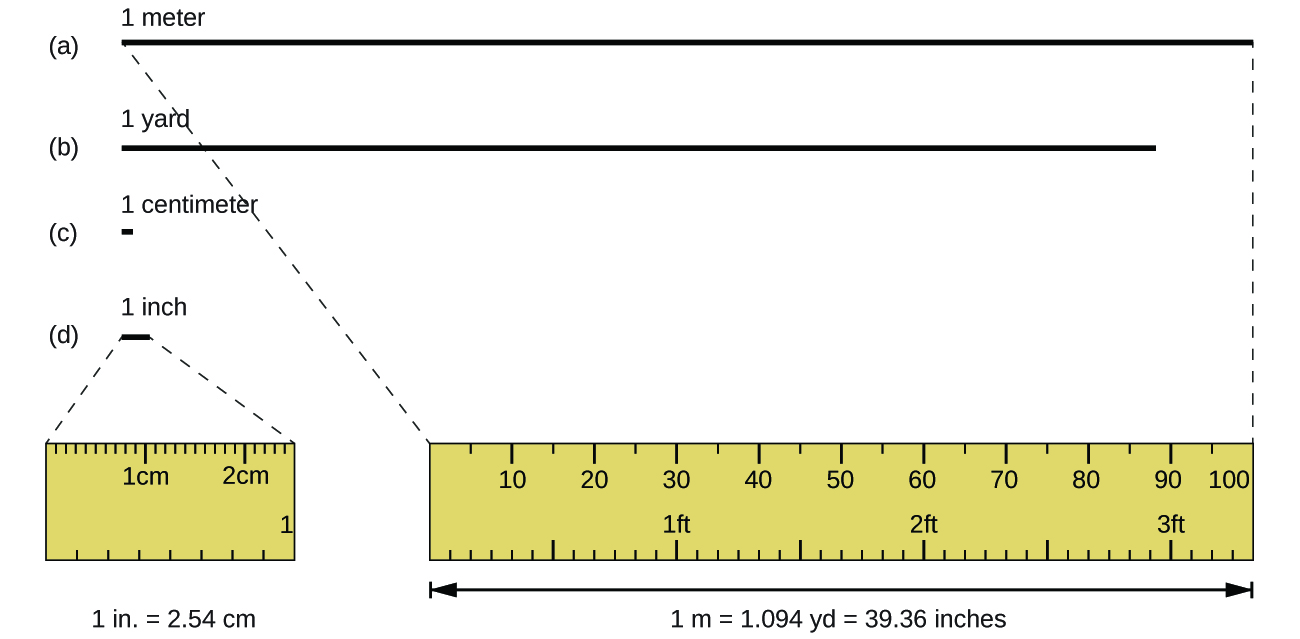 1 meter
(a)
1 yard
(b)
1 centimeter
(c)
1 inch
(d)
1cm 2cm
1
10 20 30 40 50 60 70 80 90 100
1ft 2ft 3ft
1 in. = 2.54 cm
1 m = 1.094 yd = 39.36 inches